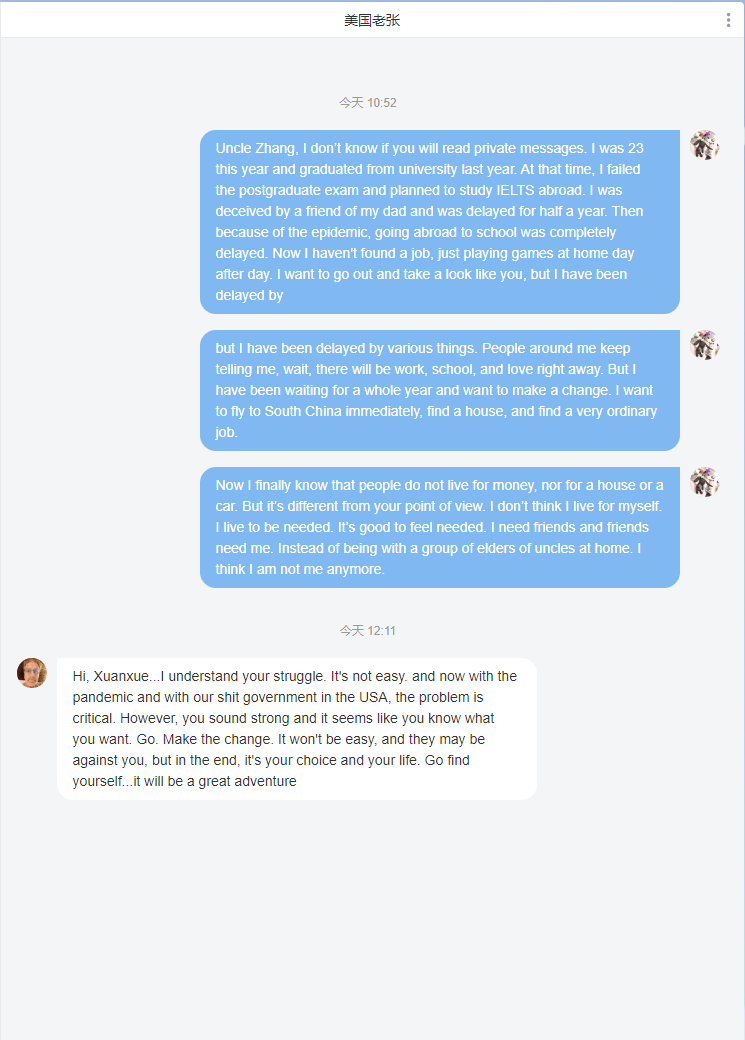 美国老张
今天 10:52
Uncle Zhang, I don't know if you will read private messages. I was 23
this year and graduated from university last year. At that time, I failed
the postgraduate exam and planned to study IELTS abroad. I was
deceived by a friend of my dad and was delayed for half a year. Then
because of the epidemic, going abroad to school was completely
delayed. Now I haven't found a job, just playing games at home day
after day. I want to go out and take a look like you, but I have been
delayed by
but I have been delayed by various things. People around me keep
telling me, wait, there will be work, school, and love right away. But I
have been waiting for a whole year and want to make a change. I want
to fly to South China immediately, find a house, and find a very ordinary
job.
Now I finally know that people do not live for money, nor for a house or a
car. But it's different from your point of view. I don't think I live for myself.
I live to be needed. It's good to feel needed. I need friends and friends
need me. Instead of being with a group of elders of uncles at home. I
think I am not me anymore.
今天 12:11
Hi, Xuanxue...I understand your struggle. It's not easy. and now with the
pandemic and with our shit government in the USA, the problem is
critical. However, you sound strong and it seems like you know what
you want. Go. Make the change. It won't be easy, and they may be
against you, but in the end, it's your choice and your life. Go find
yourself...it will be a great adventure